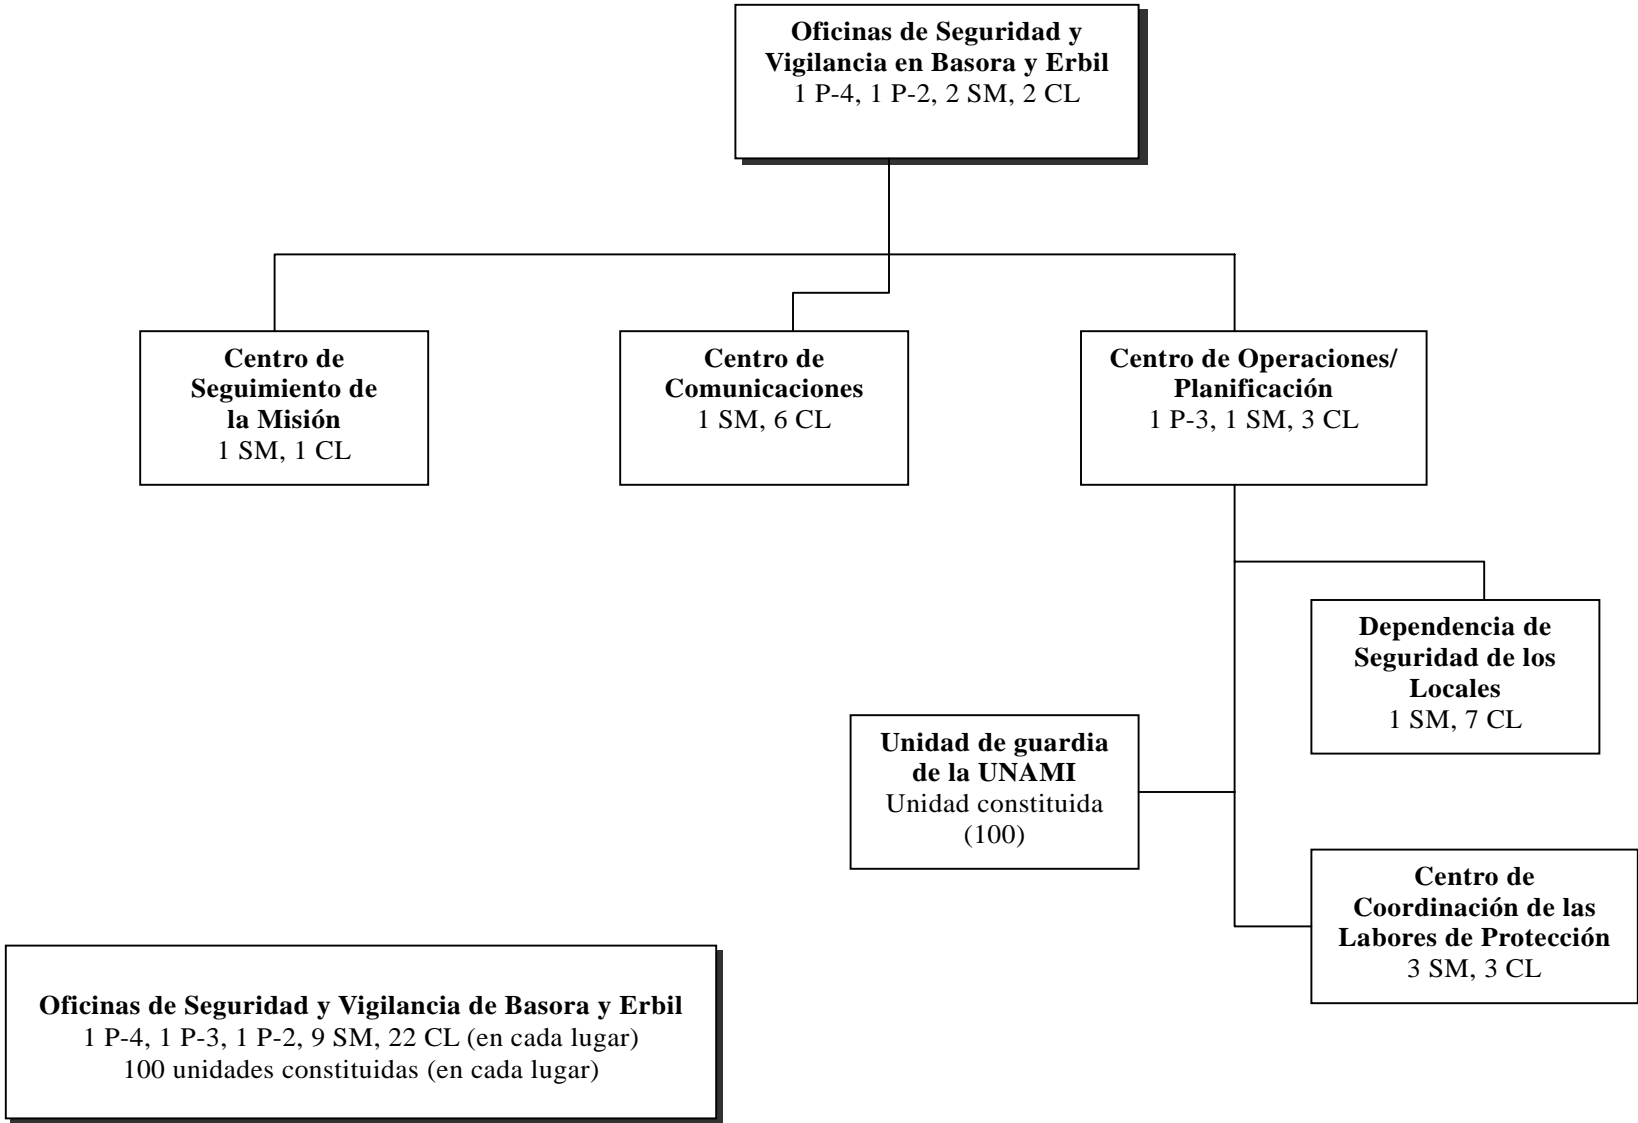 Oficinas de Seguridad y
Vigilancia en Basora y Erbil
1 P-4, 1 P-2, 2 SM, 2 CL
Centro de
Seguimiento de
la Misión
1 SM, 1 CL
Centro de
Comunicaciones
1 SM, 6 CL
Centro de Operaciones/
Planificación
1 P-3, 1 SM, 3 CL
Dependencia de
Seguridad de los
Locales
1 SM, 7 CL
Unidad de guardia
de la UNAMI
Unidad constituida
(100)
Centro de
Coordinación de las
Labores de Protección
3 SM, 3 CL
Oficinas de Seguridad y Vigilancia de Basora y Erbil
1 P-4, 1 P-3, 1 P-2, 9 SM, 22 CL (en cada lugar)
100 unidades constituidas (en cada lugar)